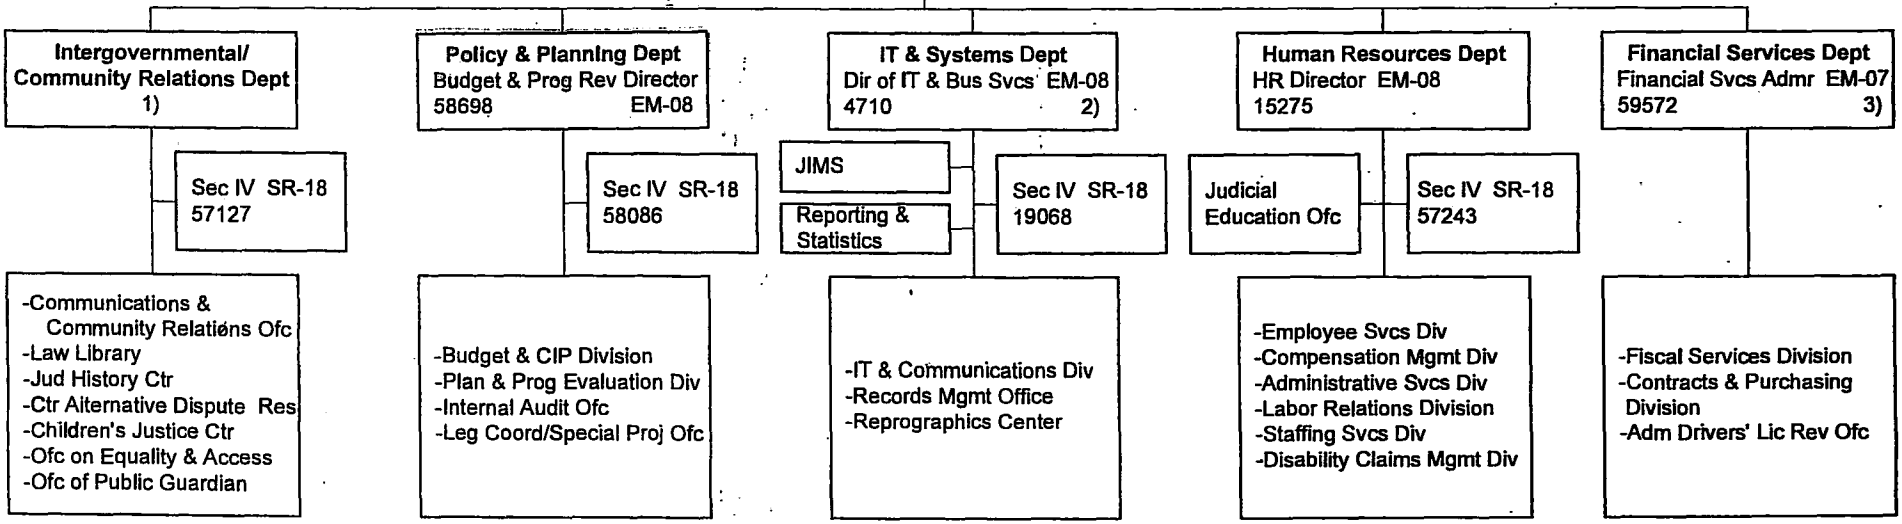 Intergovernmental/
Community Relations Dept
1)
Policy & Planning Dept
Budget & Prog Rev Director
58698 EM-08
IT & Systems Dept
Dir of IT & Bus Svcs EM-08
4710 2)
Human Resources Dept
HR Director EM-08
15275
Financial Services Dept
Financial Svcs Admr EM-07
59572 3)
Sec IV SR-18
57127
Sec IV SR-18
58086
JIMS
Reporting &
Statistics
Sec IV SR-18
19068
Judicial
Education Ofc
Sec IV SR-18
57243
-Communications &
Community Relations Ofc
-Law Library
-Jud History Ctr
-Ctr Alternative Dispute Res
-Children's Justice Ctr
-Ofc on Equality & Access
-Ofc of Public Guardian
-Budget & CIP Division
-Plan & Prog Evaluation Div
-Internal Audit Ofc
-Leg Coord/Special Proj Ofc
-IT & Communications Div
-Records Mgmt Office
-Reprographics Center
-Employee Svcs Div
-Compensation Mgmt Div
-Administrative Svcs Div
-Labor Relations Division
-Staffing Svcs Div
-Disability Claims Mgmt Div
-Fiscal Services Division
-Contracts & Purchasing
Division
-Adm Drivers' Lic Rev Ofc